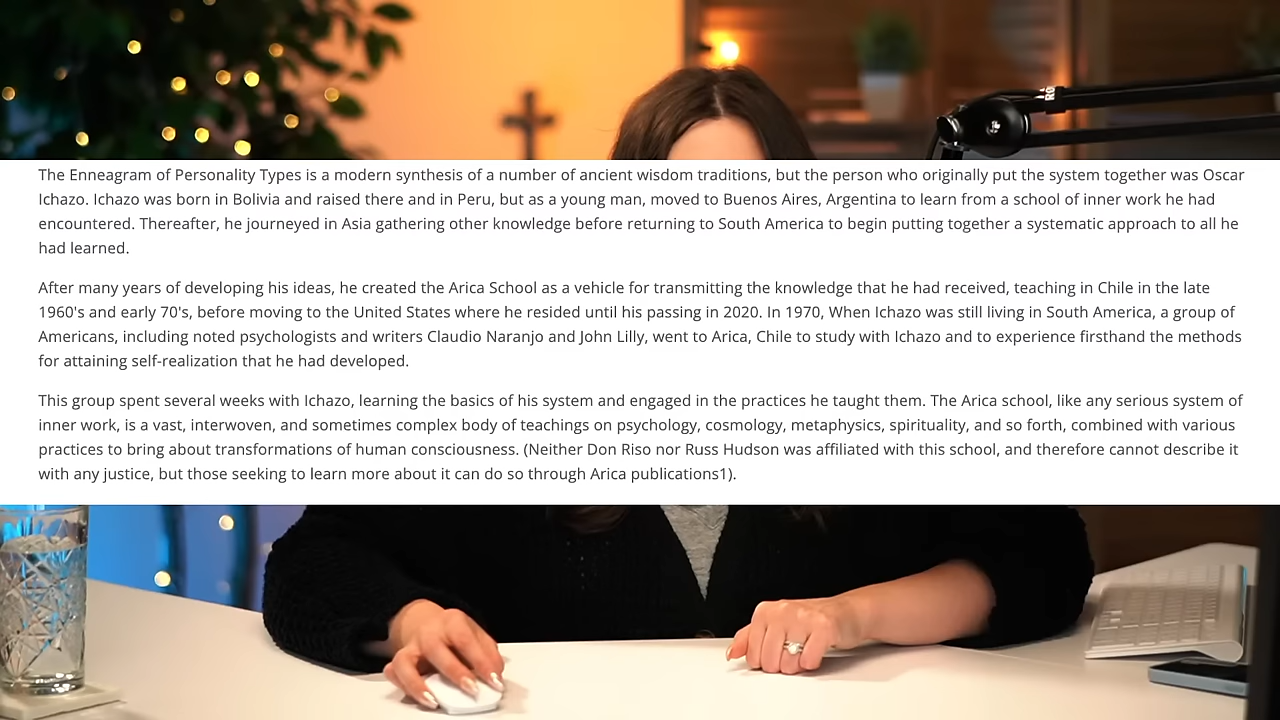 The Enneagram of Personality Types is a modern synthesis of a number of ancient wisdom traditions, but the person who originally put the system together was Oscar
Ichazo. Ichazo was born in Bolivia and raised there and in Peru, but as a young man, moved to Buenos Aires, Argentina to learn from a school of inner work he had
encountered. Thereafter, he journeyed in Asia gathering other knowledge before returning to South America to begin putting together a systematic approach to all he
had learned.
After many years of developing his ideas, he created the Arica School as a vehicle for transmitting the knowledge that he had received, teaching in Chile in the late
1960's and early 70's, before moving to the United States where he resided until his passing in 2020. In 1970, When Ichazo was still living in South America, a group of
Americans, including noted psychologists and writers Claudio Naranjo and John Lilly, went to Arica, Chile to study with Ichazo and to experience firsthand the methods
for attaining self-realization that he had developed.
This group spent several weeks with Ichazo, learning the basics of his system and engaged in the practices he taught them. The Arica school, like any serious system of
inner work, is a vast, interwoven, and sometimes complex body of teachings on psychology, cosmology, metaphysics, spirituality, and so forth, combined with various
practices to bring about transformations of human consciousness. (Neither Don Riso nor Russ Hudson was affiliated with this school, and therefore cannot describe it
with any justice, but those seeking to learn more about it can do so through Arica publications1).